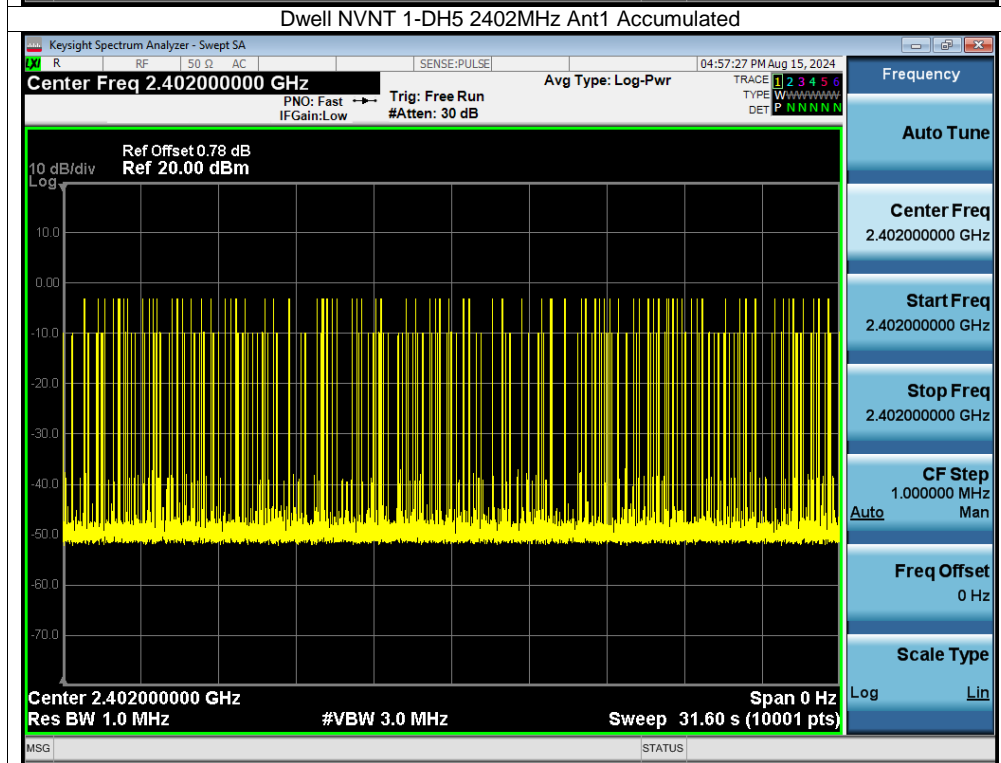 Dwell NVNT 1-DH5 2402MHz Ant1 Accumulated
Keysight Spectrum Analyzer - Swept SA
LXI R RF 50 Ω AC SENSE:PULSE 04:57:27 PM Aug 15, 2024
Center Freq 2.402000000 GHz Avg Type: Log-Pwr TRACE 1 2 3 4 5 6
PNO: Fast Trig: Free Run TYPE W W W W W W
IFGain:Low #Atten: 30 dB DET P N N N N N
Frequency
Ref Offset 0.78 dB
10 dB/div Ref 20.00 dBm
Log
10.0
0.00
-10.0
-20.0
-30.0
-40.0
-50.0
-60.0
-70.0
Center 2.402000000 GHz Span 0 Hz
Res BW 1.0 MHz #VBW 3.0 MHz Sweep 31.60 s (10001 pts)
Auto Tune
Center Freq
2.402000000 GHz
Start Freq
2.402000000 GHz
Stop Freq
2.402000000 GHz
CF Step
1.000000 MHz
Auto Man
Freq Offset
0 Hz
Scale Type
Log Lin
MSG STATUS